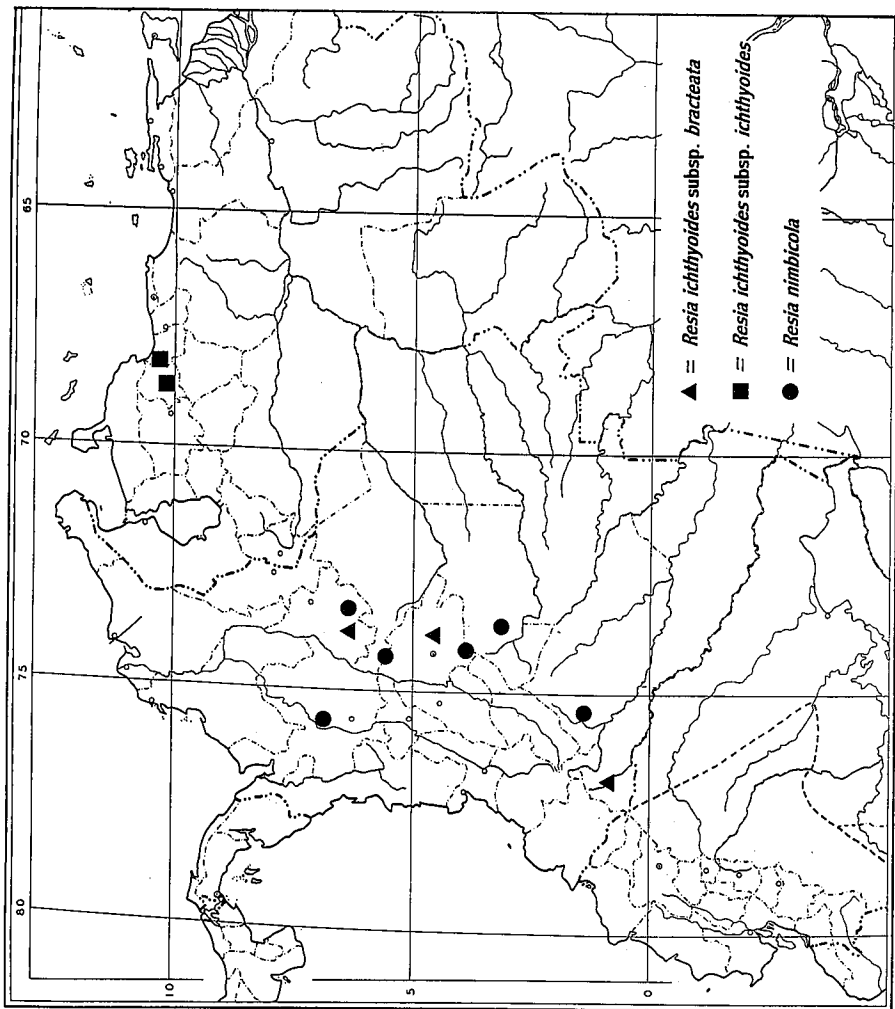 80
75
70
65
10
5
0
▲ = Resia ichthyoides subsp. bracteata
■ = Resia ichthyoides subsp. ichthyoides
● = Resia nimbicola